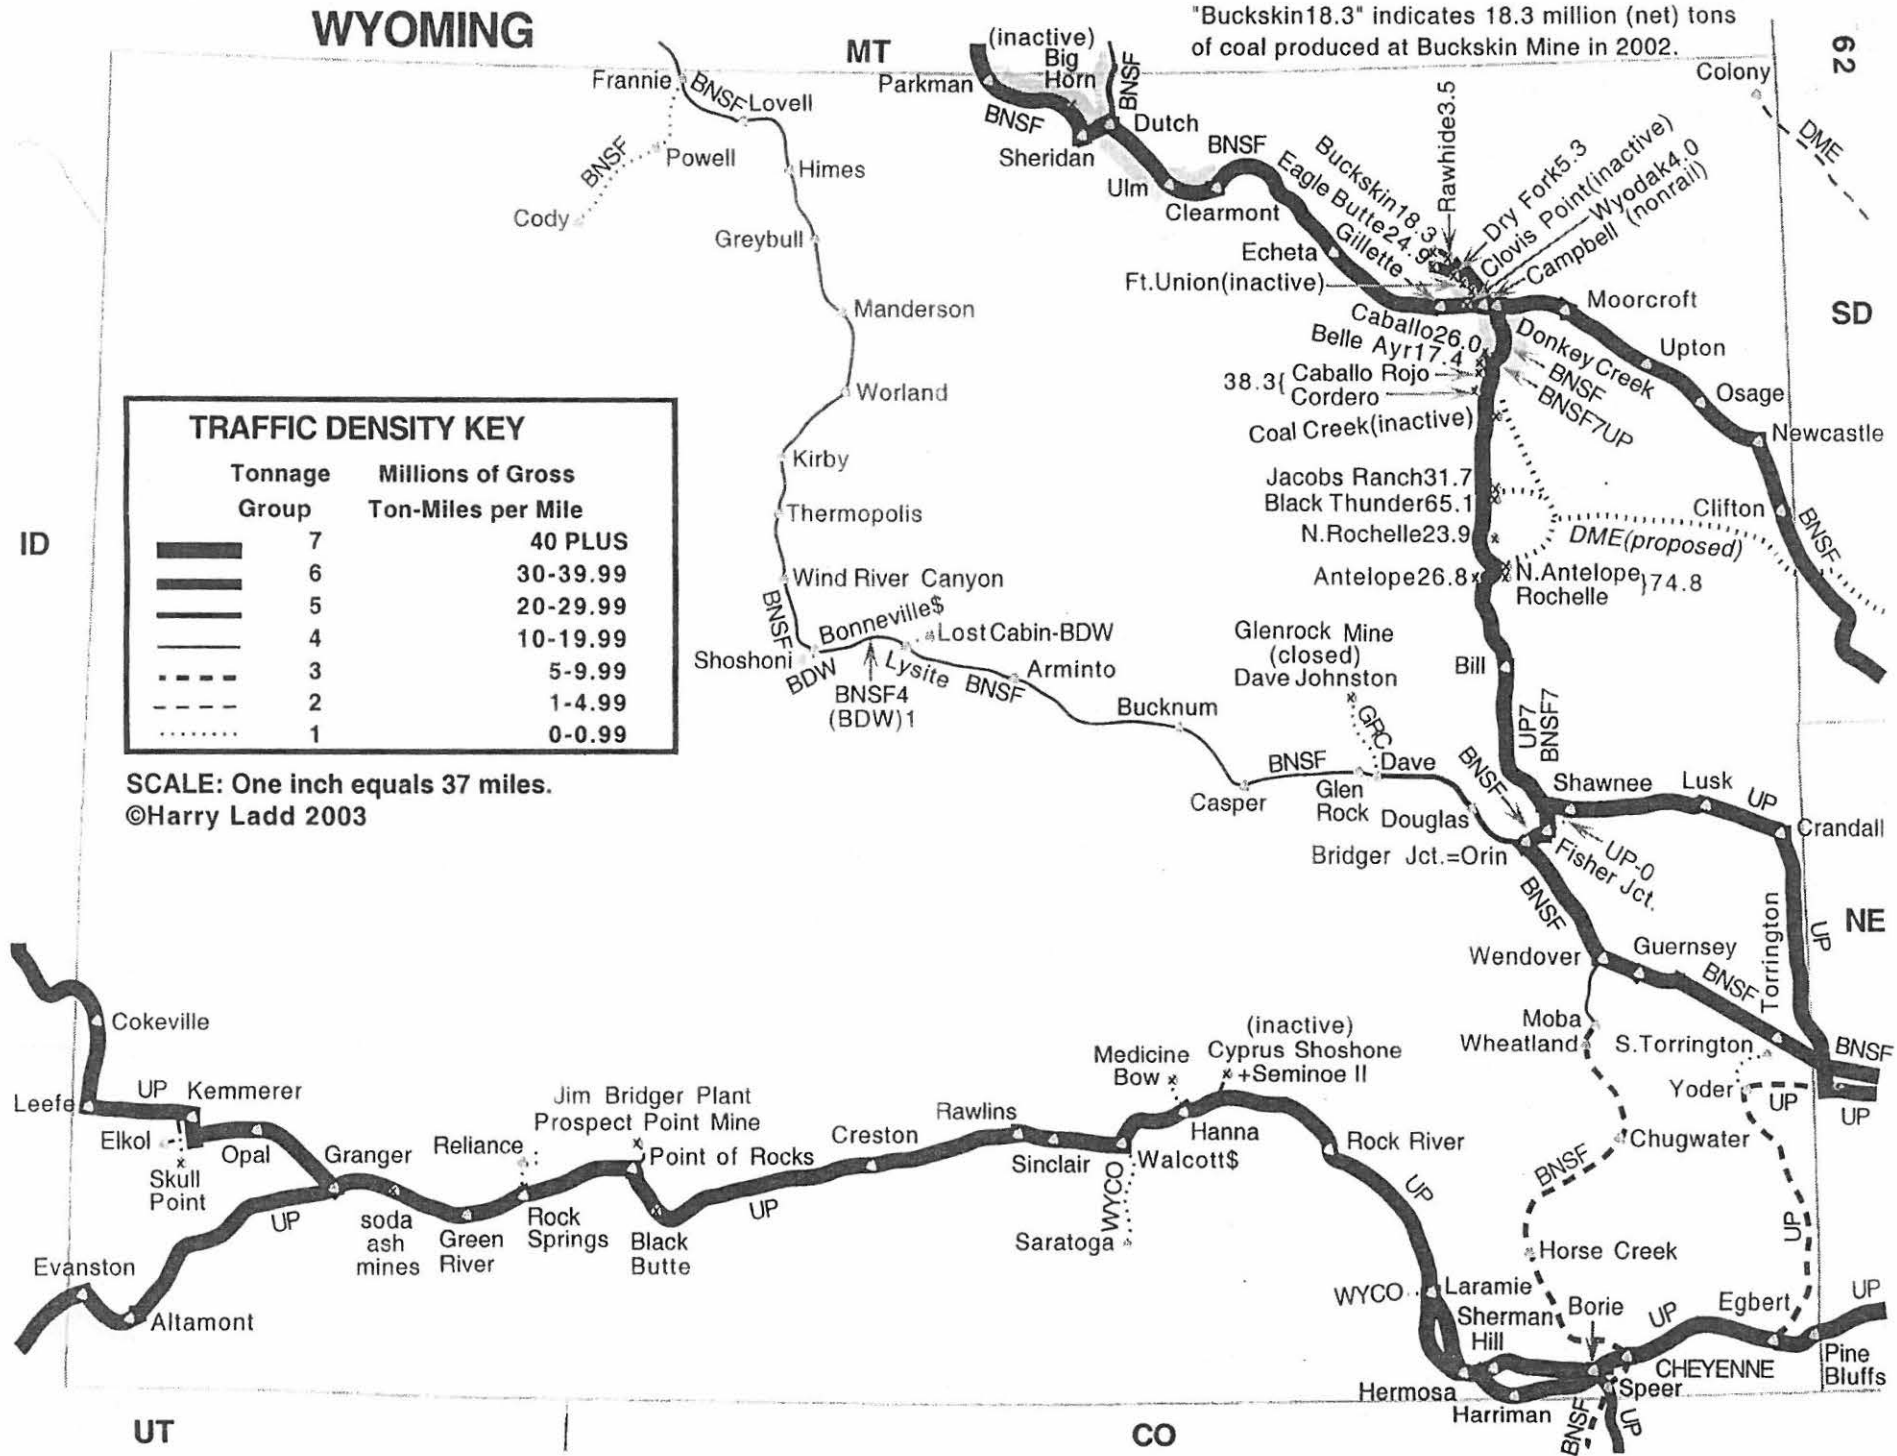 WYOMING
"Buckskin18.3" indicates 18.3 million (net) tons
of coal produced at Buckskin Mine in 2002.
62
MT
ID
SD
NE
UT
CO
Frannie
BNSF
Lovell
Powell
BNSF
Cody
Himes
Greybull
Manderson
Worland
Kirby
Thermopolis
Wind River Canyon
BNSF
Shoshoni
BDW
Bonneville$
BNSF4
(BDW)1
Lysite
Lost Cabin-BDW
BNSF
Arminto
Bucknum
Casper
BNSF
Glen
Rock
Dave
GRC
Glenrock Mine
(closed)
Dave Johnston
Douglas
Bridger Jct.=Orin
(inactive)
Big
Horn
Parkman
BNSF
BNSF
Sheridan
Dutch
Ulm
Clearmont
BNSF
Echeta
Buckskin18.3
Eagle Butte24.9
Gillette
Rawhide3.5
Dry Fork5.3
Clovis Point(inactive)
Wyodak4.0
Campbell (nonrail)
Ft.Union(inactive)
Colony
DME
Moorcroft
Upton
Osage
Newcastle
Clifton
BNSF
Donkey Creek
BNSF
BNSF7UP
Caballo26.0
Belle Ayr17.4
38.3{ Caballo Rojo
Cordero
Coal Creek(inactive)
Jacobs Ranch31.7
Black Thunder65.1
N.Rochelle23.9
Antelope26.8
N.Antelope
Rochelle }74.8
DME(proposed)
Bill
UP7
BNSF7
BNSF
Shawnee
Lusk
UP
Crandall
UP-0
Fisher Jct.
BNSF
Wendover
Guernsey
BNSF
Torrington
UP
BNSF
UP
Moba
Wheatland
S.Torrington
Yoder
UP
Chugwater
BNSF
Horse Creek
UP
Borie
UP
Egbert
UP
CHEYENNE
Pine
Bluffs
Speer
BNSF
UP
Harriman
Hermosa
Sherman
Hill
Laramie
WYCO
UP
Rock River
(inactive)
Cyprus Shoshone
+Seminoe II
Medicine
Bow
Hanna
Walcott$
WYCO
Saratoga
Rawlins
Sinclair
Creston
UP
Jim Bridger Plant
Prospect Point Mine
Point of Rocks
Black
Butte
Reliance
Rock
Springs
Green
River
soda
ash
mines
Granger
UP
Opal
Kemmerer
UP
Leefe
Elkol
Skull
Point
Cokeville
Evanston
Altamont
TRAFFIC DENSITY KEY
Tonnage Millions of Gross
Group Ton-Miles per Mile
7 40 PLUS
6 30-39.99
5 20-29.99
4 10-19.99
3 5-9.99
2 1-4.99
1 0-0.99
SCALE: One inch equals 37 miles.
©Harry Ladd 2003